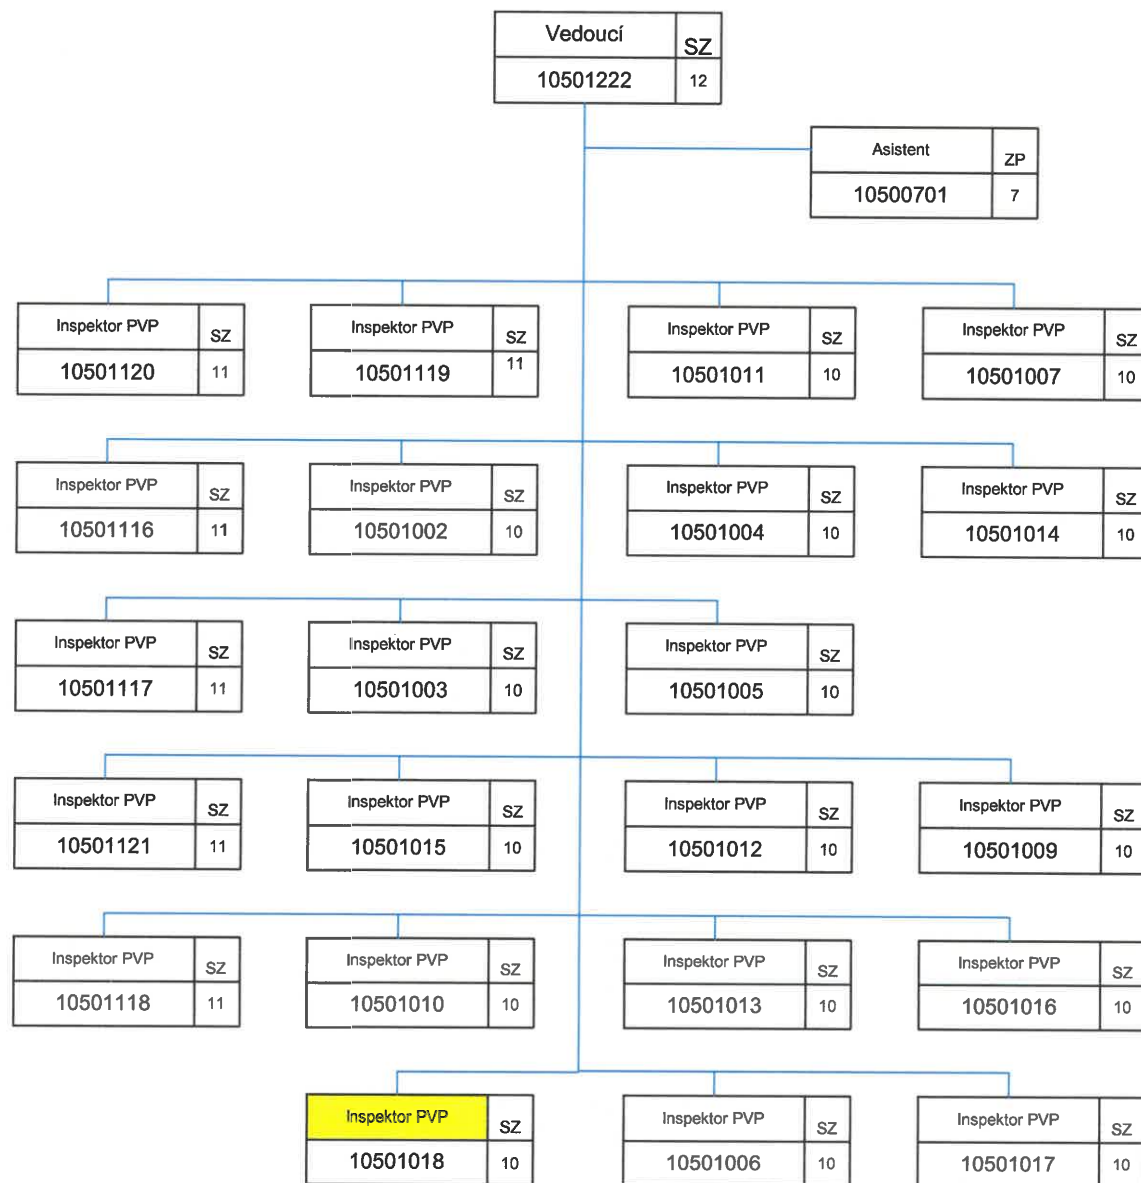 Vedoucí SZ
10501222 12
Asistent ZP
10500701 7
Inspektor PVP SZ
10501120 11
Inspektor PVP SZ
10501119 11
Inspektor PVP SZ
10501011 10
Inspektor PVP SZ
10501007 10
Inspektor PVP SZ
10501116 11
Inspektor PVP SZ
10501002 10
Inspektor PVP SZ
10501004 10
Inspektor PVP SZ
10501014 10
Inspektor PVP SZ
10501117 11
Inspektor PVP SZ
10501003 10
Inspektor PVP SZ
10501005 10
Inspektor PVP SZ
10501121 11
Inspektor PVP SZ
10501015 10
Inspektor PVP SZ
10501012 10
Inspektor PVP SZ
10501009 10
Inspektor PVP SZ
10501118 11
Inspektor PVP SZ
10501010 10
Inspektor PVP SZ
10501013 10
Inspektor PVP SZ
10501016 10
Inspektor PVP SZ
10501018 10
Inspektor PVP SZ
10501006 10
Inspektor PVP SZ
10501017 10